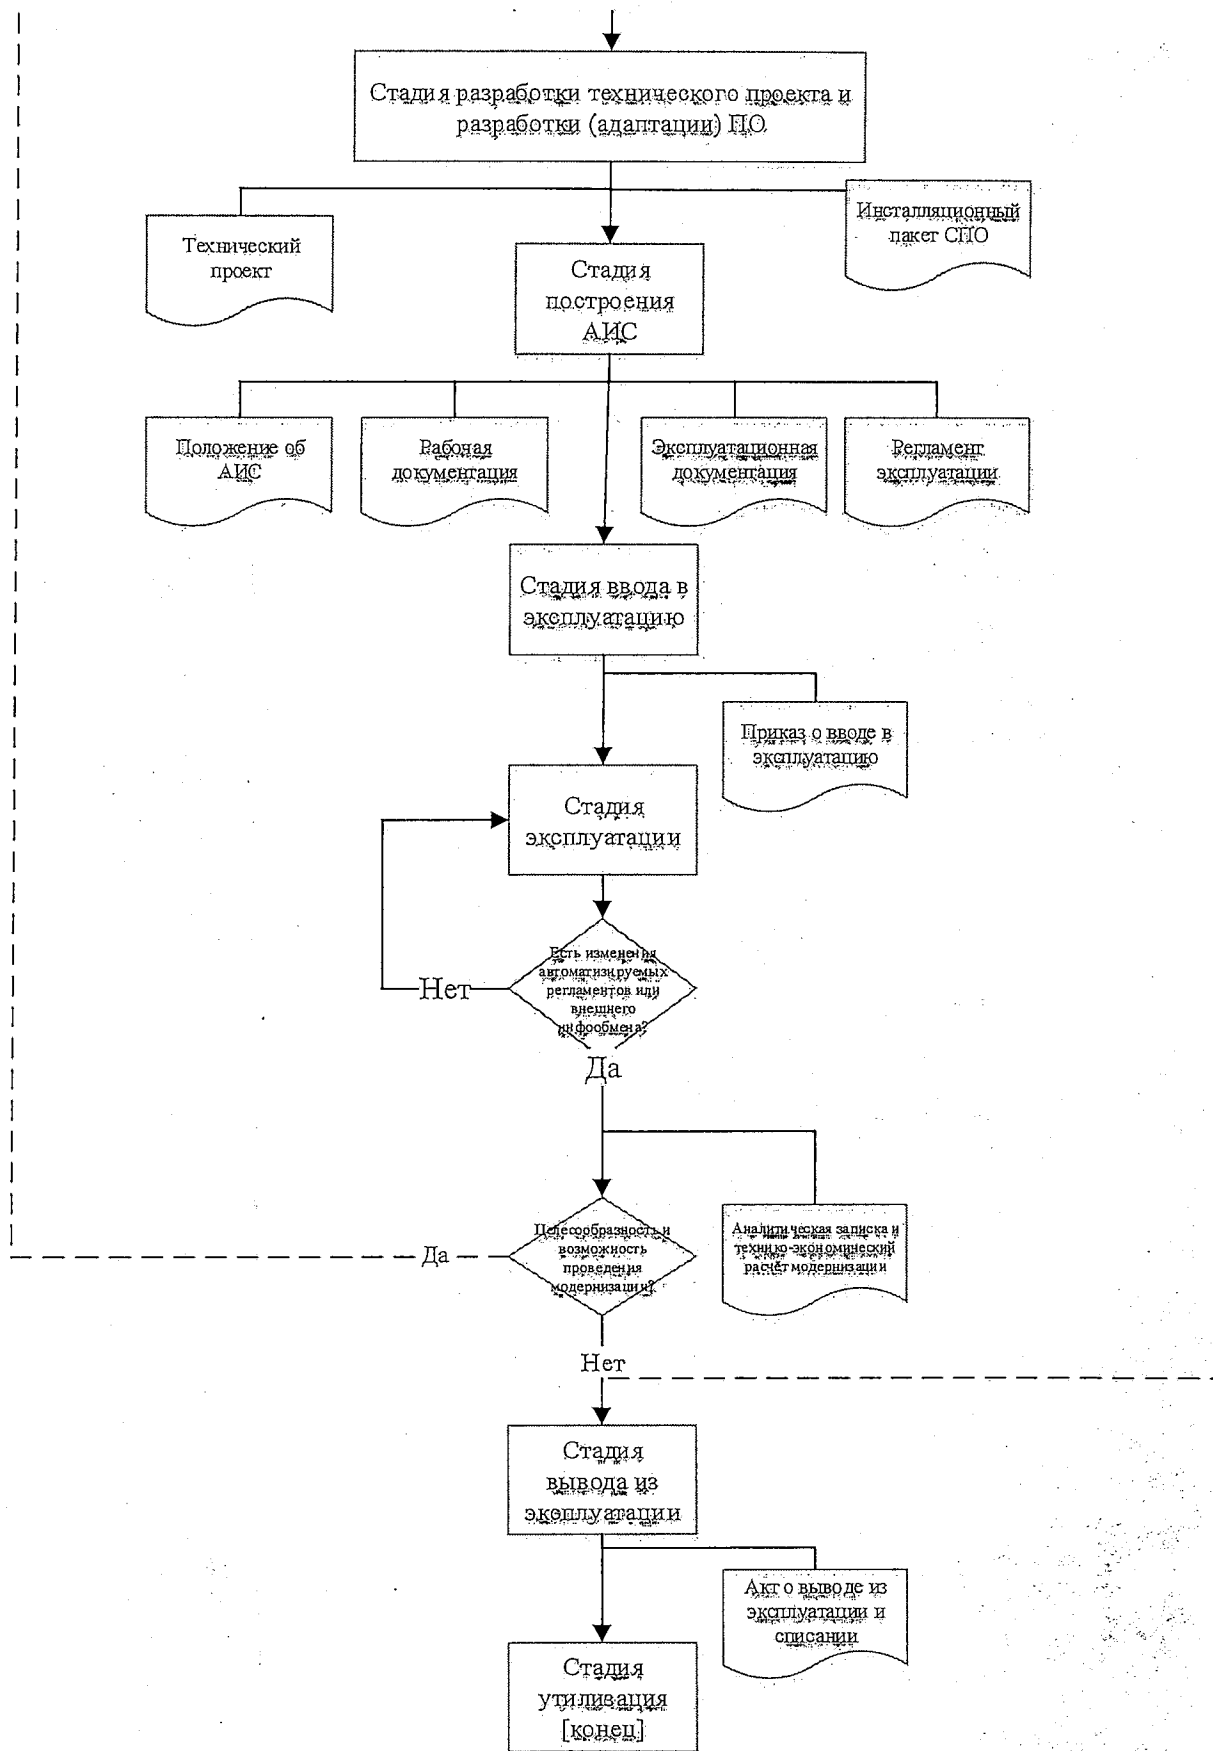 Стадия разработки технического проекта и
разработки (адаптации) ПО
Технический
проект
Инсталляционный
пакет СПО
Стадия
построения
АИС
Положение об
АИС
Рабочая
документация
Эксплуатационная
документация
Регламент
эксплуатации
Стадия ввода в
эксплуатацию
Приказ о вводе в
эксплуатацию
Стадия
эксплуатации
Есть изменения
автоматизируемых
регламентов или
внешнего
инфообмена?
Нет
Да
Целесообразность и
возможность
проведения
модернизации?
Аналитическая записка и
технико-экономический
расчёт модернизации
Да
Нет
Стадия
вывода из
эксплуатации
Акт о выводе из
эксплуатации и
списании
Стадия
утилизация
[конец]